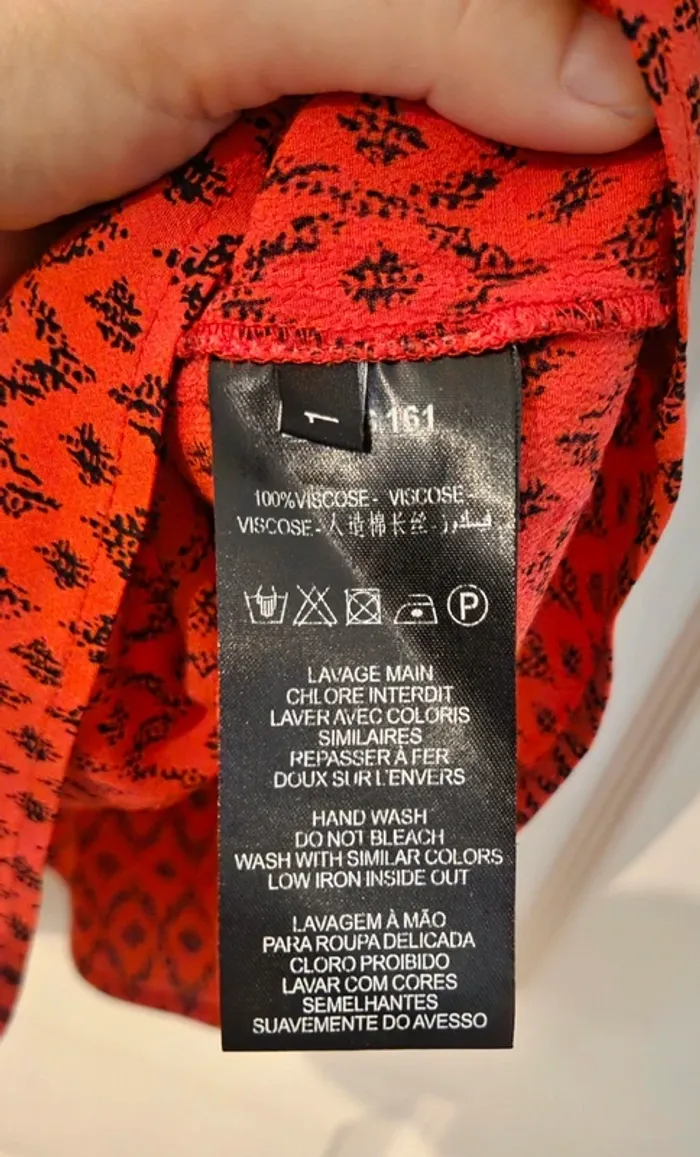 1
161
100%VISCOSE - VISCOSE -
VISCOSE - 人造棉长丝 -
P
LAVAGE MAIN
CHLORE INTERDIT
LAVER AVEC COLORIS
SIMILAIRES
REPASSER À FER
DOUX SUR L'ENVERS
HAND WASH
DO NOT BLEACH
WASH WITH SIMILAR COLORS
LOW IRON INSIDE OUT
LAVAGEM À MÃO
PARA ROUPA DELICADA
CLORO PROIBIDO
LAVAR COM CORES
SEMELHANTES
SUAVEMENTE DO AVESSO